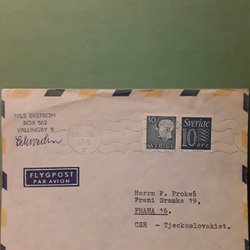 NILS EKSTRÖM
BOX 562
VÄLLINGBY 5
FLYGPOST
PAR AVION
30
SVERIGE
Sverige
10 ÖRE
Herrn F. Prokeš
Frani Sramka 19,
PRAHA 16.
CSR - Tjeckoslovakiet.